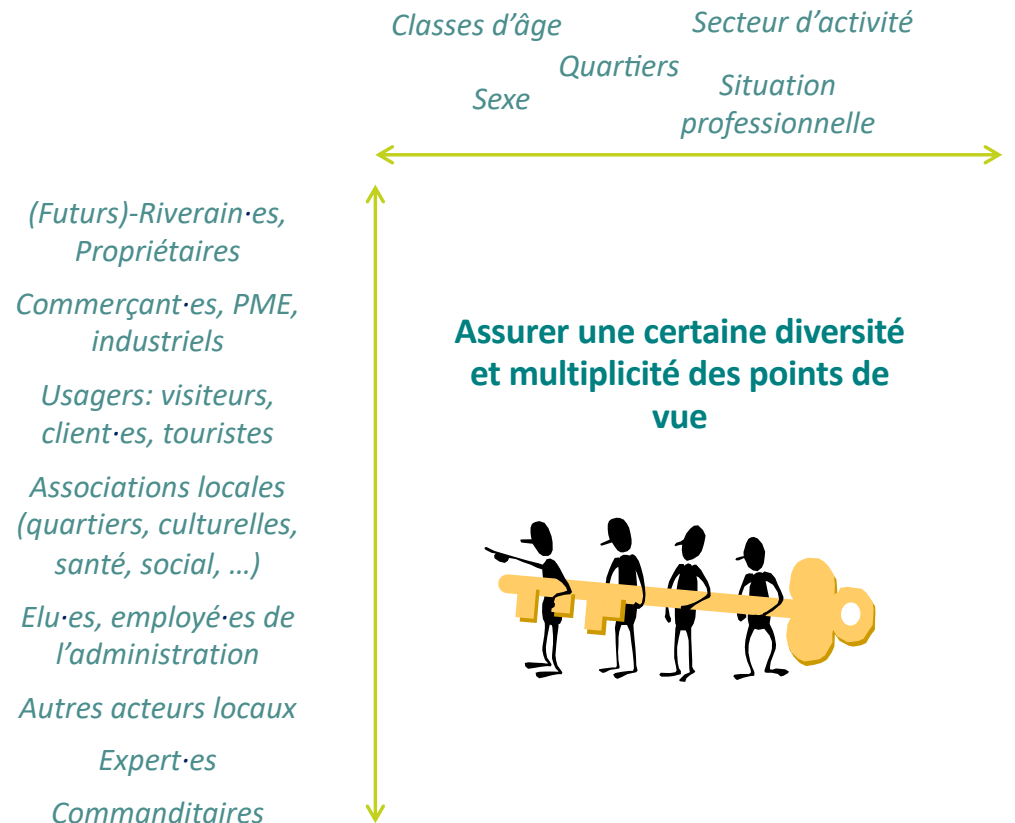 Classes d’âge
Secteur d’activité
Quartiers
Sexe
Situation
professionnelle
(Futurs)-Riverain·es,
Propriétaires
Commerçant·es, PME,
industriels
Usagers: visiteurs,
client·es, touristes
Associations locales
(quartiers, culturelles,
santé, social, …)
Elu·es, employé·es de
l’administration
Autres acteurs locaux
Expert·es
Commanditaires
Assurer une certaine diversité
et multiplicité des points de
vue